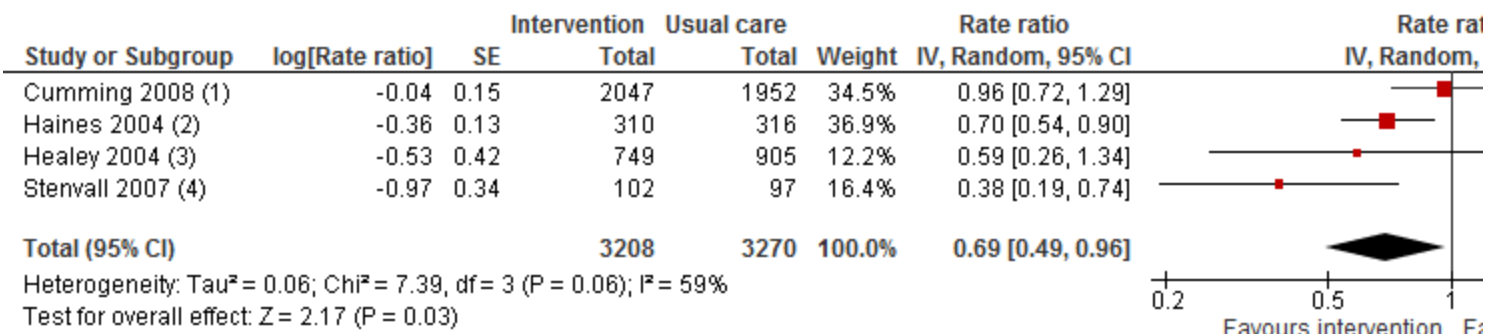 Intervention Usual care Rate ratio Rate rat
Study or Subgroup log[Rate ratio] SE Total Total Weight IV, Random, 95% CI IV, Random,
Cumming 2008 (1) -0.04 0.15 2047 1952 34.5% 0.96 [0.72, 1.29]
Haines 2004 (2) -0.36 0.13 310 316 36.9% 0.70 [0.54, 0.90]
Healey 2004 (3) -0.53 0.42 749 905 12.2% 0.59 [0.26, 1.34]
Stenvall 2007 (4) -0.97 0.34 102 97 16.4% 0.38 [0.19, 0.74]
Total (95% CI) 3208 3270 100.0% 0.69 [0.49, 0.96]
Heterogeneity: Tau² = 0.06; Chi² = 7.39, df = 3 (P = 0.06); I² = 59%
Test for overall effect: Z = 2.17 (P = 0.03)
0.2 0.5 1
Favours intervention